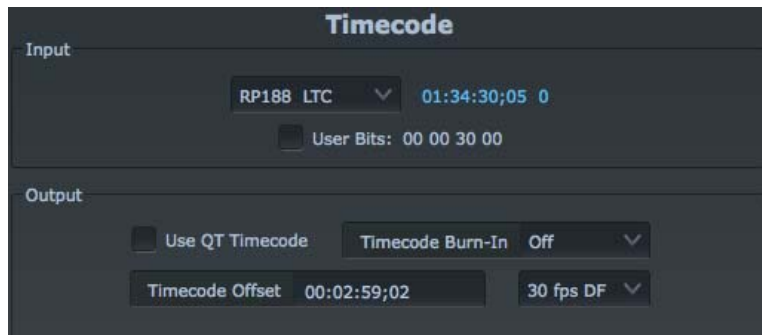 Timecode
Input
RP188 LTC 01:34:30;05 0
User Bits: 00 00 30 00
Output
Use QT Timecode Timecode Burn-In Off
Timecode Offset 00:02:59;02 30 fps DF